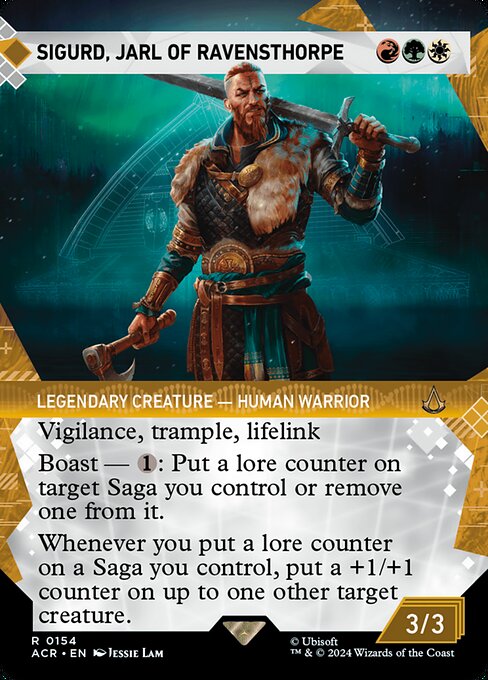 SIGURD, JARL OF RAVENSTHORPE
LEGENDARY CREATURE — HUMAN WARRIOR
Vigilance, trample, lifelink
Boast — 1: Put a lore counter on
target Saga you control or remove
one from it.
Whenever you put a lore counter
on a Saga you control, put a +1/+1
counter on up to one other target
creature.
3/3
R 0154
ACR • EN Jessie Lam
© Ubisoft
™ & © 2024 Wizards of the Coast